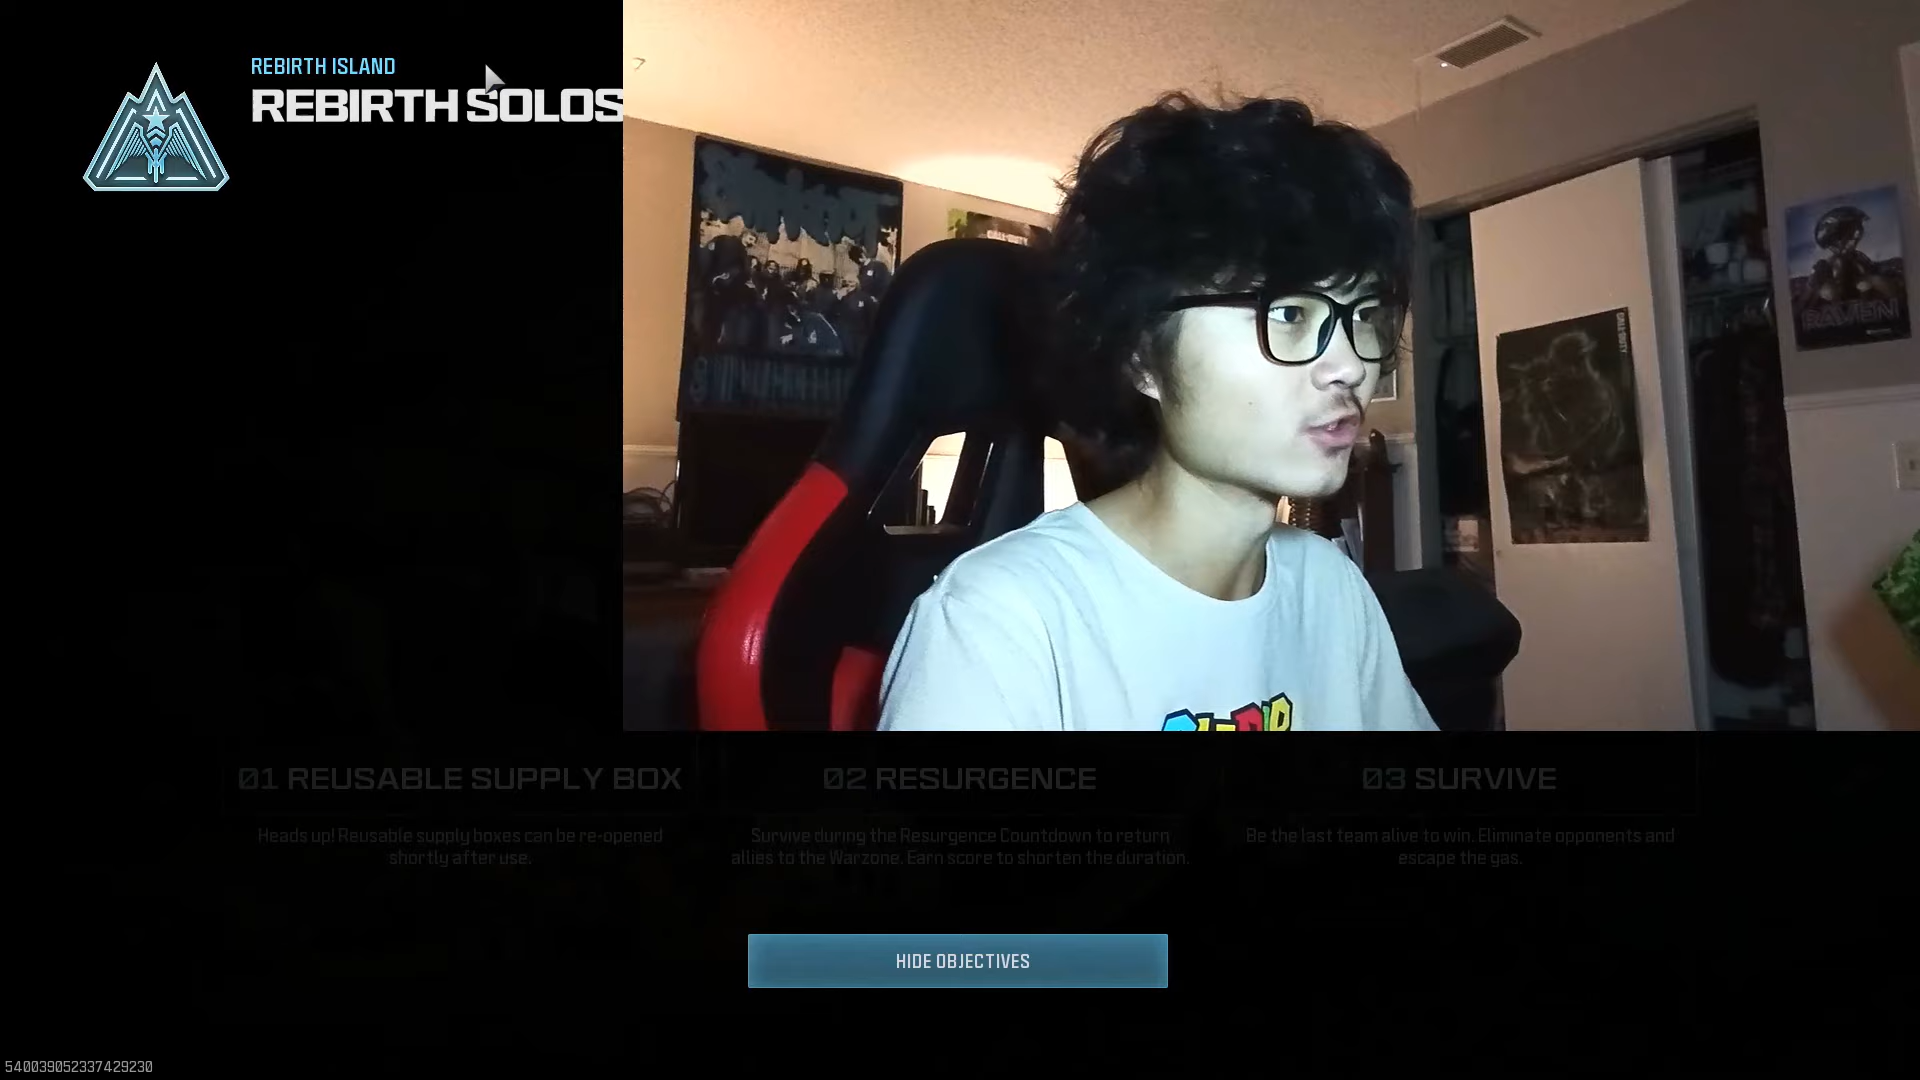 REBIRTH ISLAND
REBIRTH SOLOS
CALL OF DUTY
RAVEN
01 REUSABLE SUPPLY BOX
Heads up! Reusable supply boxes can be re-opened
shortly after use.
02 RESURGENCE
Survive during the Resurgence Countdown to return
allies to the Warzone. Earn score to shorten the duration.
03 SURVIVE
Be the last team alive to win. Eliminate opponents and
escape the gas.
HIDE OBJECTIVES
540039052337429230